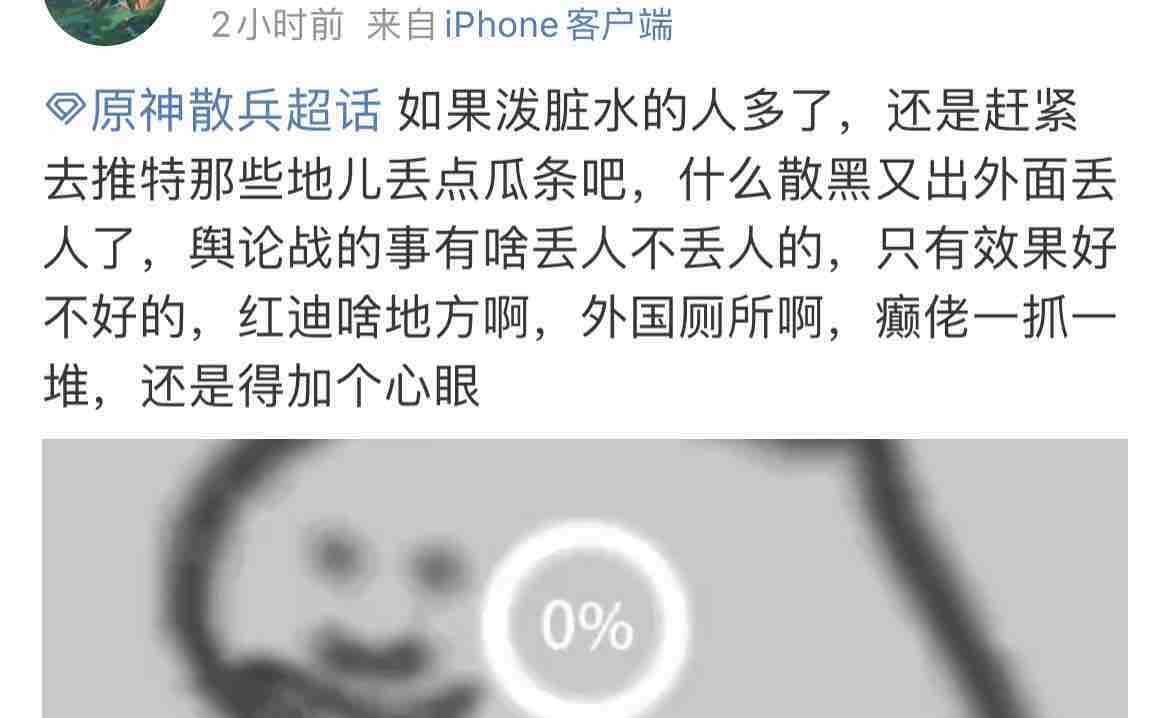 2小时前 来自 iPhone客户端
原神散兵超话 如果泼脏水的人多了，还是赶紧
去推特那些地儿丢点瓜条吧，什么散黑又出外面丢
人了，舆论战的事有啥丢人不丢人的，只有效果好
不好的，红迪啥地方啊，外国厕所啊，癫佬一抓一
堆，还是得加个心眼
0%